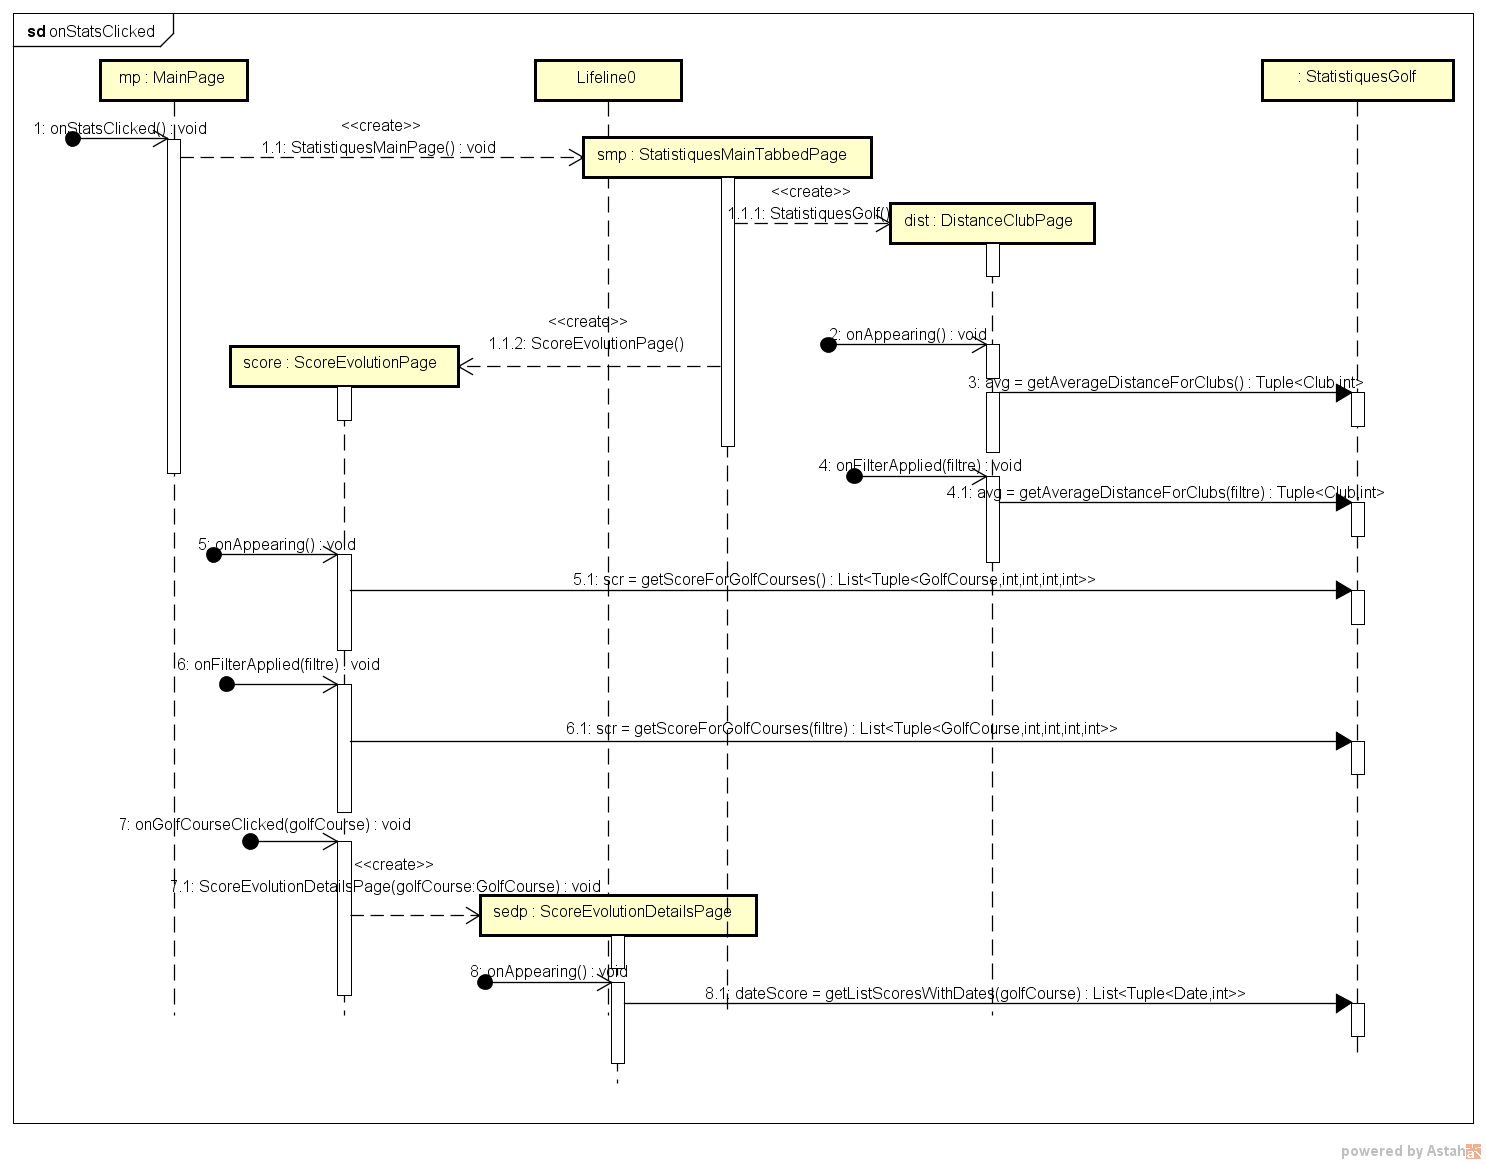 sd onStatsClicked
mp : MainPage
Lifeline0
: StatistiquesGolf
1: onStatsClicked() : void
<<create>>
1.1: StatistiquesMainPage() : void
smp : StatistiquesMainTabbedPage
<<create>>
1.1.1: StatistiquesGolf()
dist : DistanceClubPage
<<create>>
1.1.2: ScoreEvolutionPage()
2: onAppearing() : void
score : ScoreEvolutionPage
3: avg = getAverageDistanceForClubs() : Tuple<Club,int>
4: onFilterApplied(filtre) : void
4.1: avg = getAverageDistanceForClubs(filtre) : Tuple<Club,int>
5: onAppearing() : void
5.1: scr = getScoreForGolfCourses() : List<Tuple<GolfCourse,int,int,int,int>>
6: onFilterApplied(filtre) : void
6.1: scr = getScoreForGolfCourses(filtre) : List<Tuple<GolfCourse,int,int,int,int>>
7: onGolfCourseClicked(golfCourse) : void
<<create>>
7.1: ScoreEvolutionDetailsPage(golfCourse:GolfCourse) : void
sedp : ScoreEvolutionDetailsPage
8: onAppearing() : void
8.1: dateScore = getListScoresWithDates(golfCourse) : List<Tuple<Date,int>>
powered by Astah